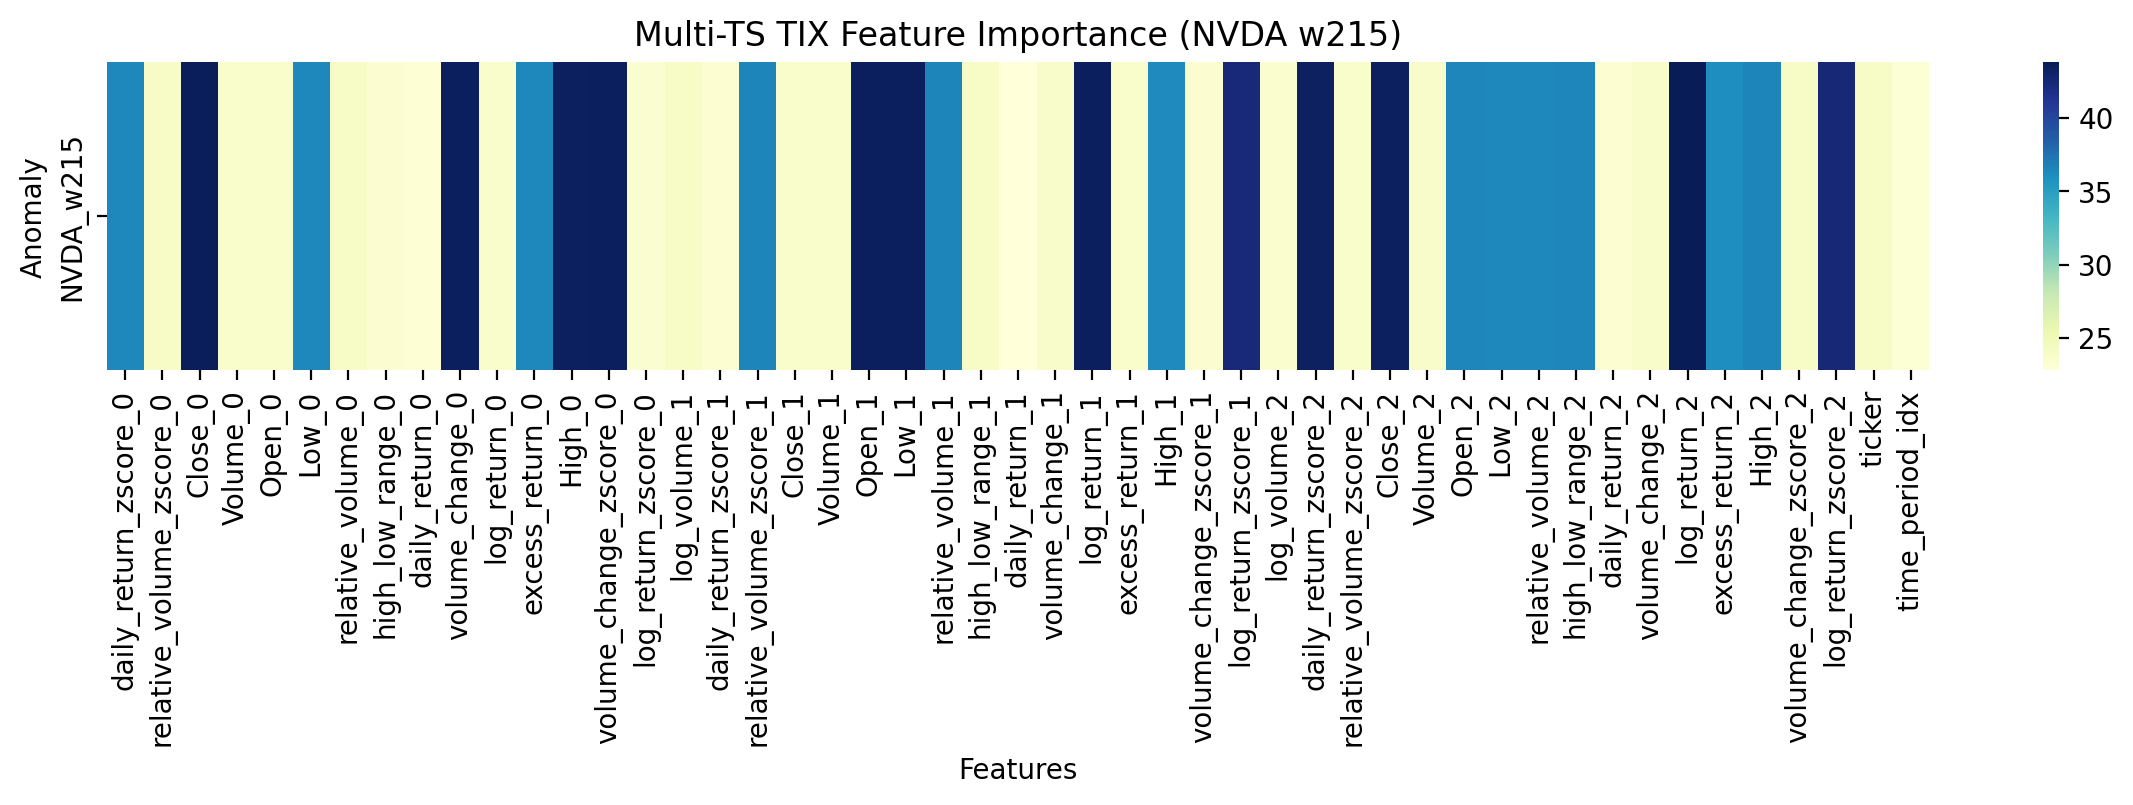 Multi-TS TIX Feature Importance (NVDA w215)
Anomaly
NVDA_w215
40
35
30
25
daily_return_zscore_0
relative_volume_zscore_0
Close_0
Volume_0
Open_0
Low_0
relative_volume_0
high_low_range_0
daily_return_0
volume_change_0
log_return_0
excess_return_0
High_0
volume_change_zscore_0
log_return_zscore_0
log_volume_1
daily_return_zscore_1
relative_volume_zscore_1
Close_1
Volume_1
Open_1
Low_1
relative_volume_1
high_low_range_1
daily_return_1
volume_change_1
log_return_1
excess_return_1
High_1
volume_change_zscore_1
log_return_zscore_1
log_volume_2
daily_return_zscore_2
relative_volume_zscore_2
Close_2
Volume_2
Open_2
Low_2
relative_volume_2
high_low_range_2
daily_return_2
volume_change_2
log_return_2
excess_return_2
High_2
volume_change_zscore_2
log_return_zscore_2
ticker
time_period_idx
Features